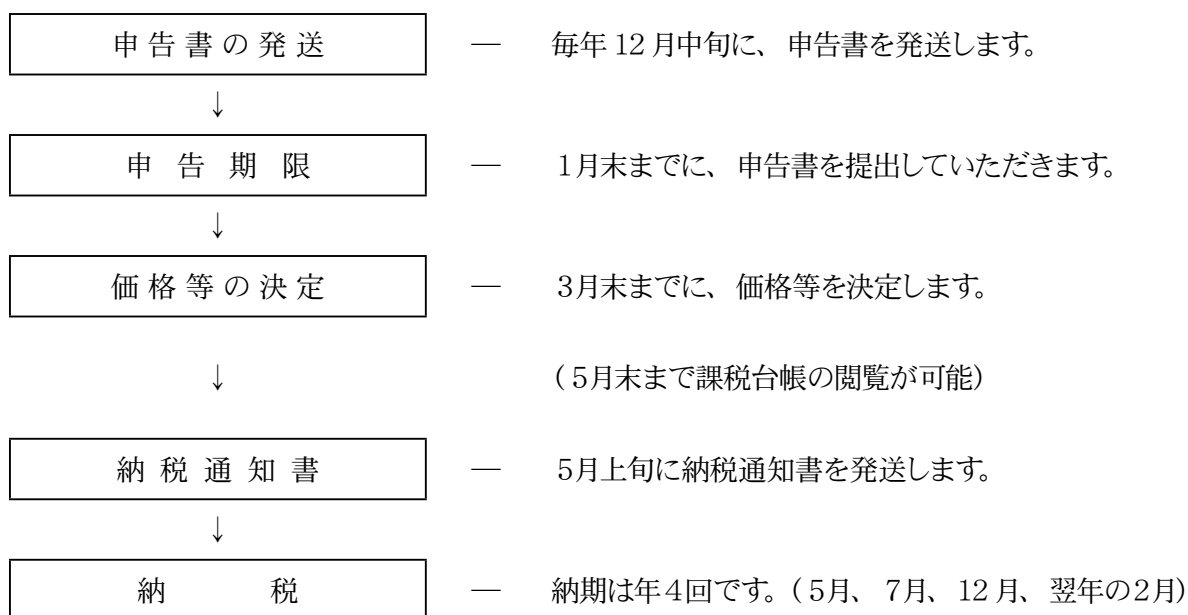 申告書の発送 ― 毎年12月中旬に、申告書を発送します。
↓
申告期限 ― 1月末までに、申告書を提出していただきます。
↓
価格等の決定 ― 3月末までに、価格等を決定します。
↓ (5月末まで課税台帳の閲覧が可能)
納税通知書 ― 5月上旬に納税通知書を発送します。
↓
納税 ― 納期は年4回です。(5月、7月、12月、翌年の2月)